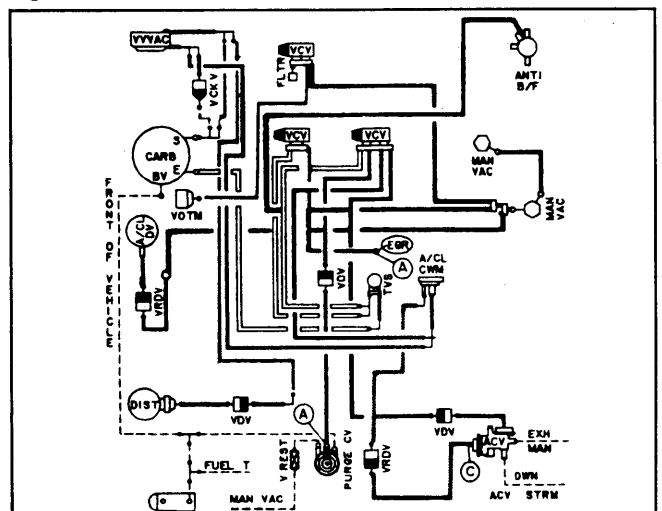 VVVAC
VCKV
VCV
FLTR
ANTI
B/F
S
CARB
E
BV
VCV
VCV
MAN
VAC
VOTM
MAN
VAC
FRONT OF VEHICLE
A/CL
DV
EGR
A
A/CL
CWM
VDV
TVS
VRDV
DIST
VDV
A
VDV
ACV
EXH
MAN
V REST
PURGE CV
VRDV
C
FUEL T
DWN
MAN VAC
ACV STRM